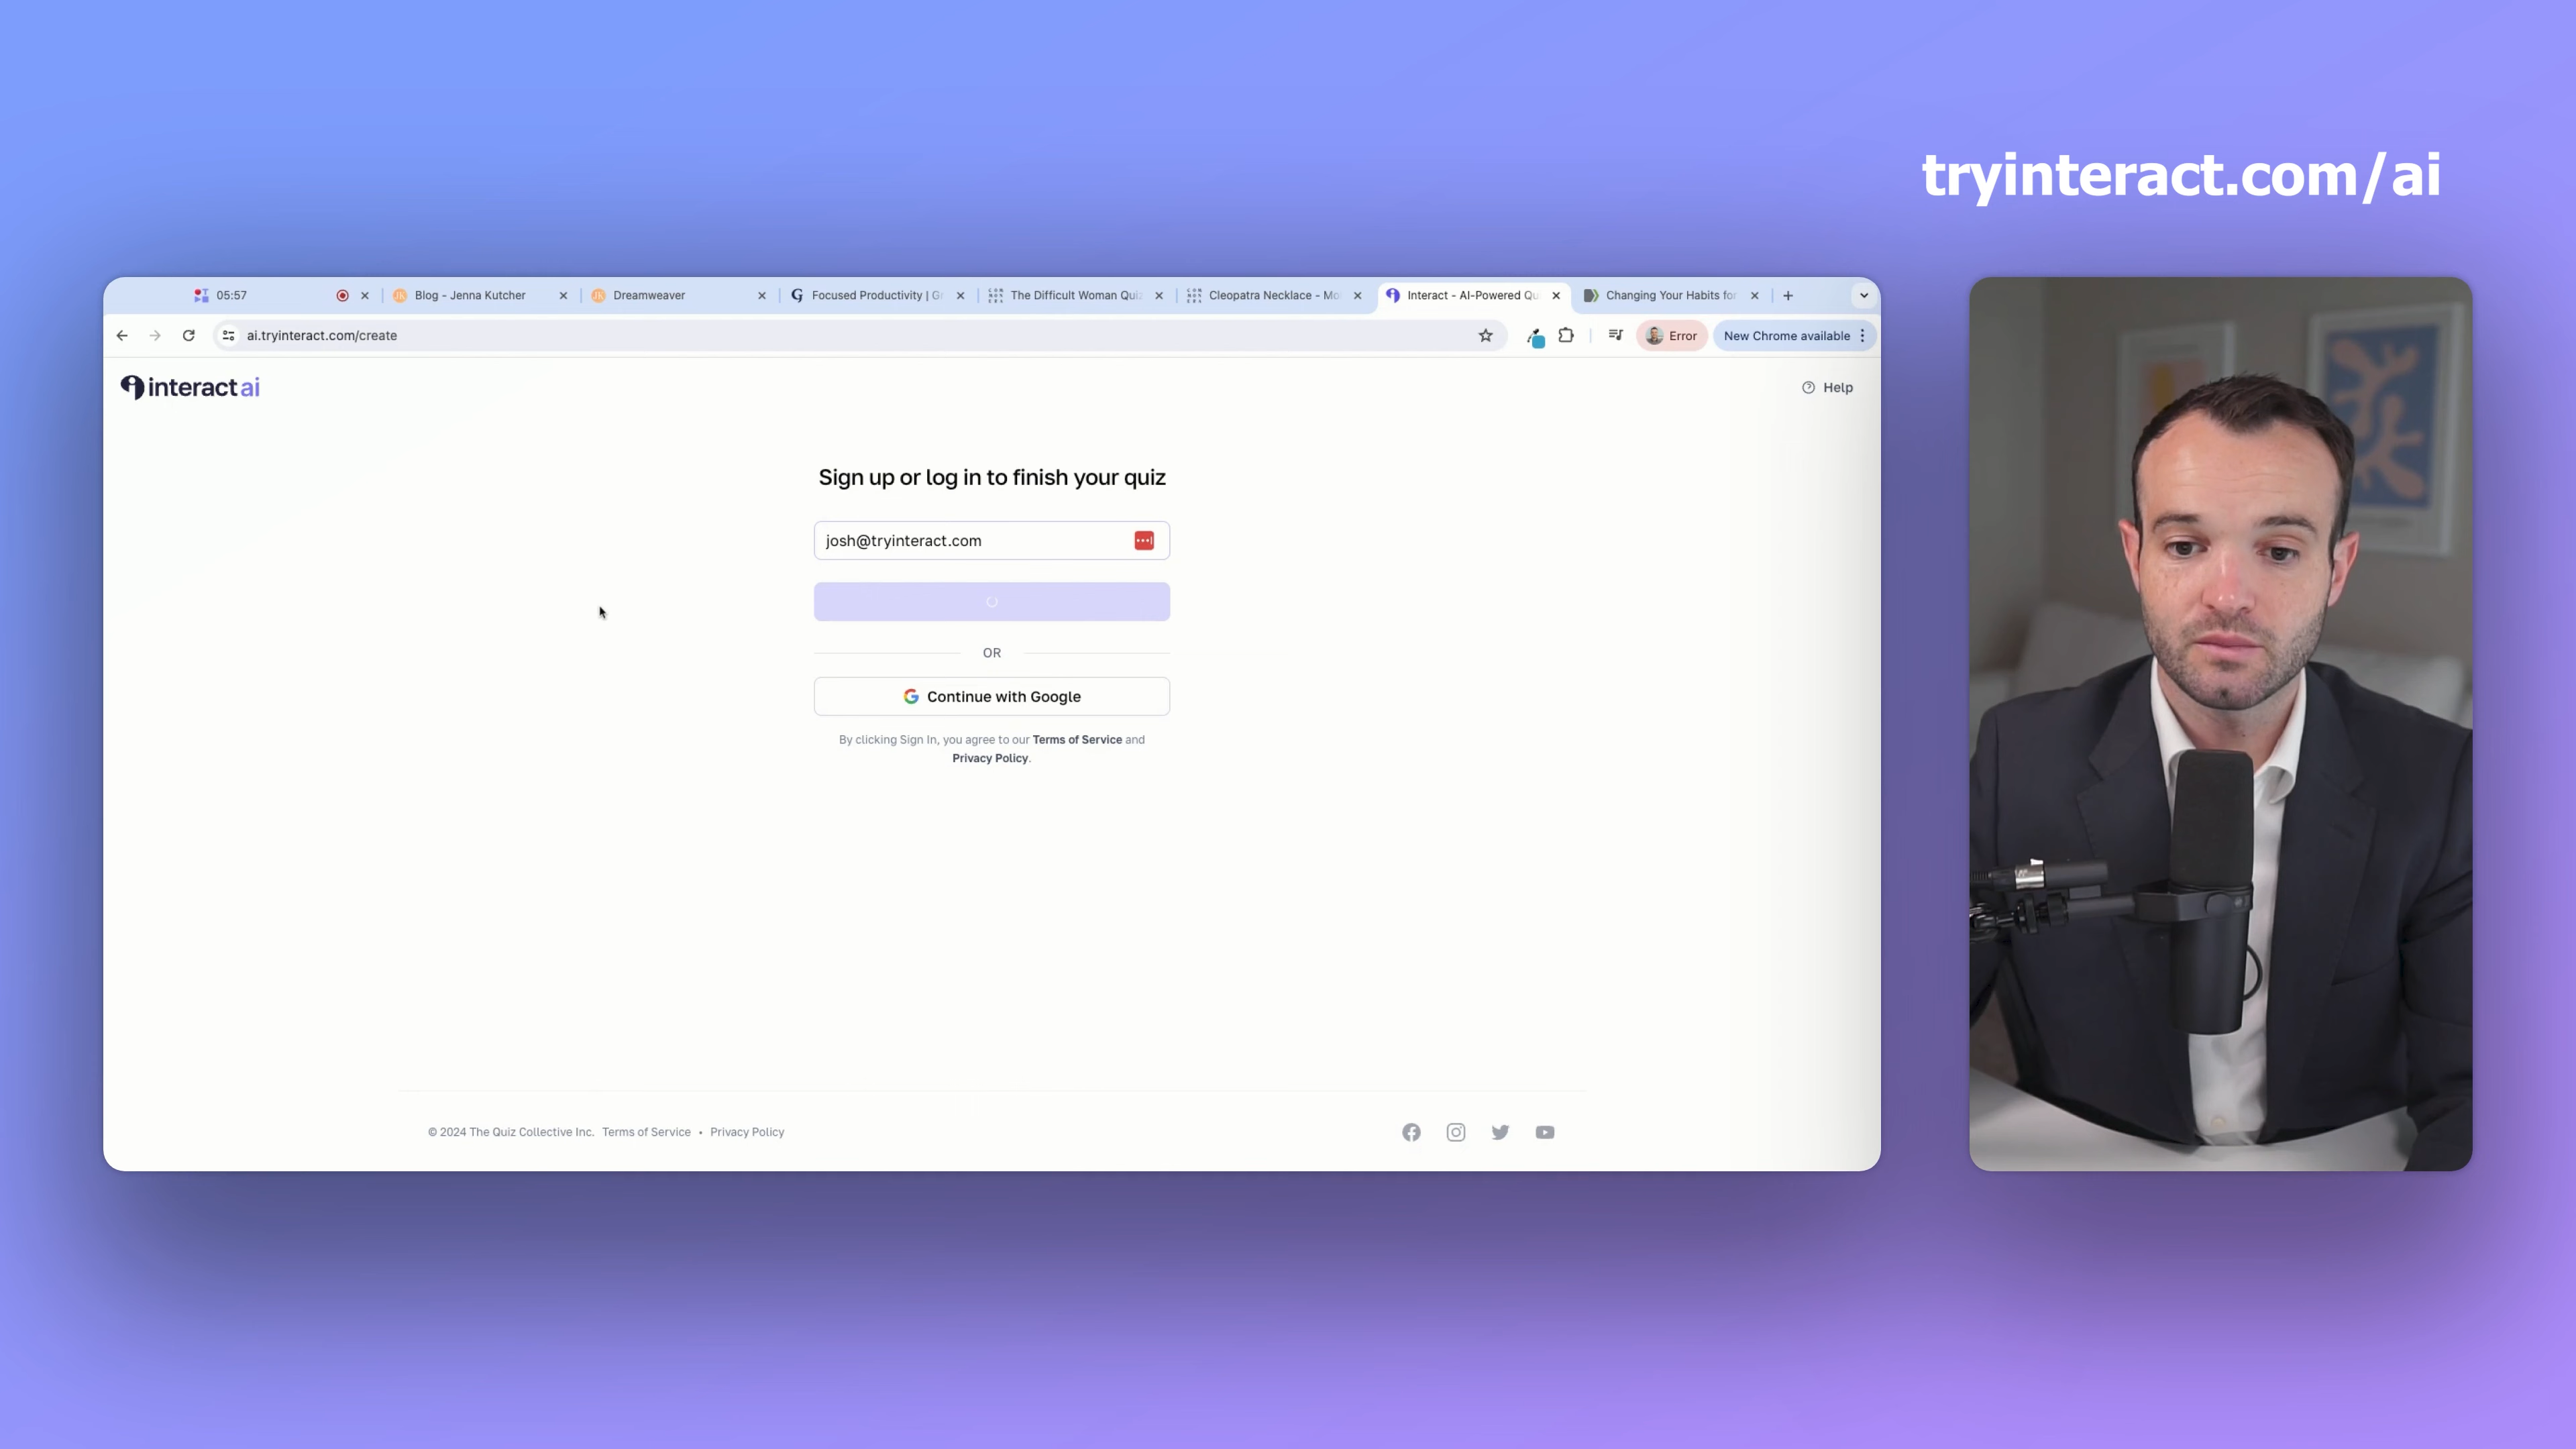 tryinteract.com/ai
05:57
Blog - Jenna Kutcher
Dreamweaver
Focused Productivity | G
The Difficult Woman Qui
Cleopatra Necklace - Mo
Interact - AI-Powered Qu
Changing Your Habits for
ai.tryinteract.com/create
Error
New Chrome available
interact ai
Help
Sign up or log in to finish your quiz
josh@tryinteract.com
OR
Continue with Google
By clicking Sign In, you agree to our Terms of Service and
Privacy Policy.
© 2024 The Quiz Collective Inc. Terms of Service • Privacy Policy